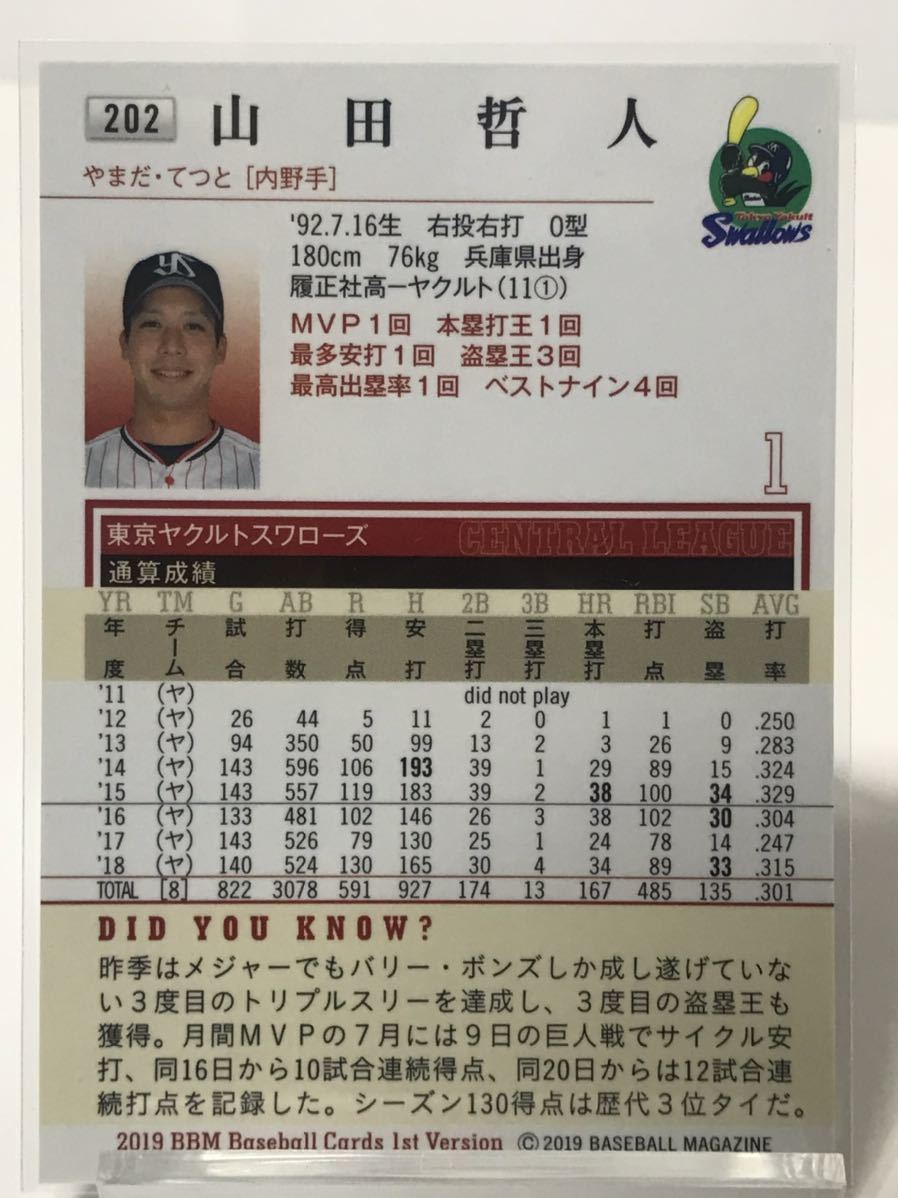 202 山田哲人
やまだ・てつと［内野手］
Tokyo Yakult
Swallows
'92.7.16生 右投右打 O型
180cm 76kg 兵庫県出身
履正社高ーヤクルト(11①)
MVP1回 本塁打王1回
最多安打1回 盗塁王3回
最高出塁率1回 ベストナイン4回
1
東京ヤクルトスワローズ CENTRAL LEAGUE
通算成績
YR TM G AB R H 2B 3B HR RBI SB AVG
年度 チーム 試合 打数 得点 安打 二塁打 三塁打 本塁打 打点 盗塁 打率
'11 (ヤ) did not play
'12 (ヤ) 26 44 5 11 2 0 1 1 0 .250
'13 (ヤ) 94 350 50 99 13 2 3 26 9 .283
'14 (ヤ) 143 596 106 193 39 1 29 89 15 .324
'15 (ヤ) 143 557 119 183 39 2 38 100 34 .329
'16 (ヤ) 133 481 102 146 26 3 38 102 30 .304
'17 (ヤ) 143 526 79 130 25 1 24 78 14 .247
'18 (ヤ) 140 524 130 165 30 4 34 89 33 .315
TOTAL [8] 822 3078 591 927 174 13 167 485 135 .301
DID YOU KNOW?
昨季はメジャーでもバリー・ボンズしか成し遂げていな
い３度目のトリプルスリーを達成し、３度目の盗塁王も
獲得。月間ＭＶＰの７月には９日の巨人戦でサイクル安
打、同16日から10試合連続得点、同20日からは12試合連
続打点を記録した。シーズン130得点は歴代３位タイだ。
2019 BBM Baseball Cards 1st Version © 2019 BASEBALL MAGAZINE